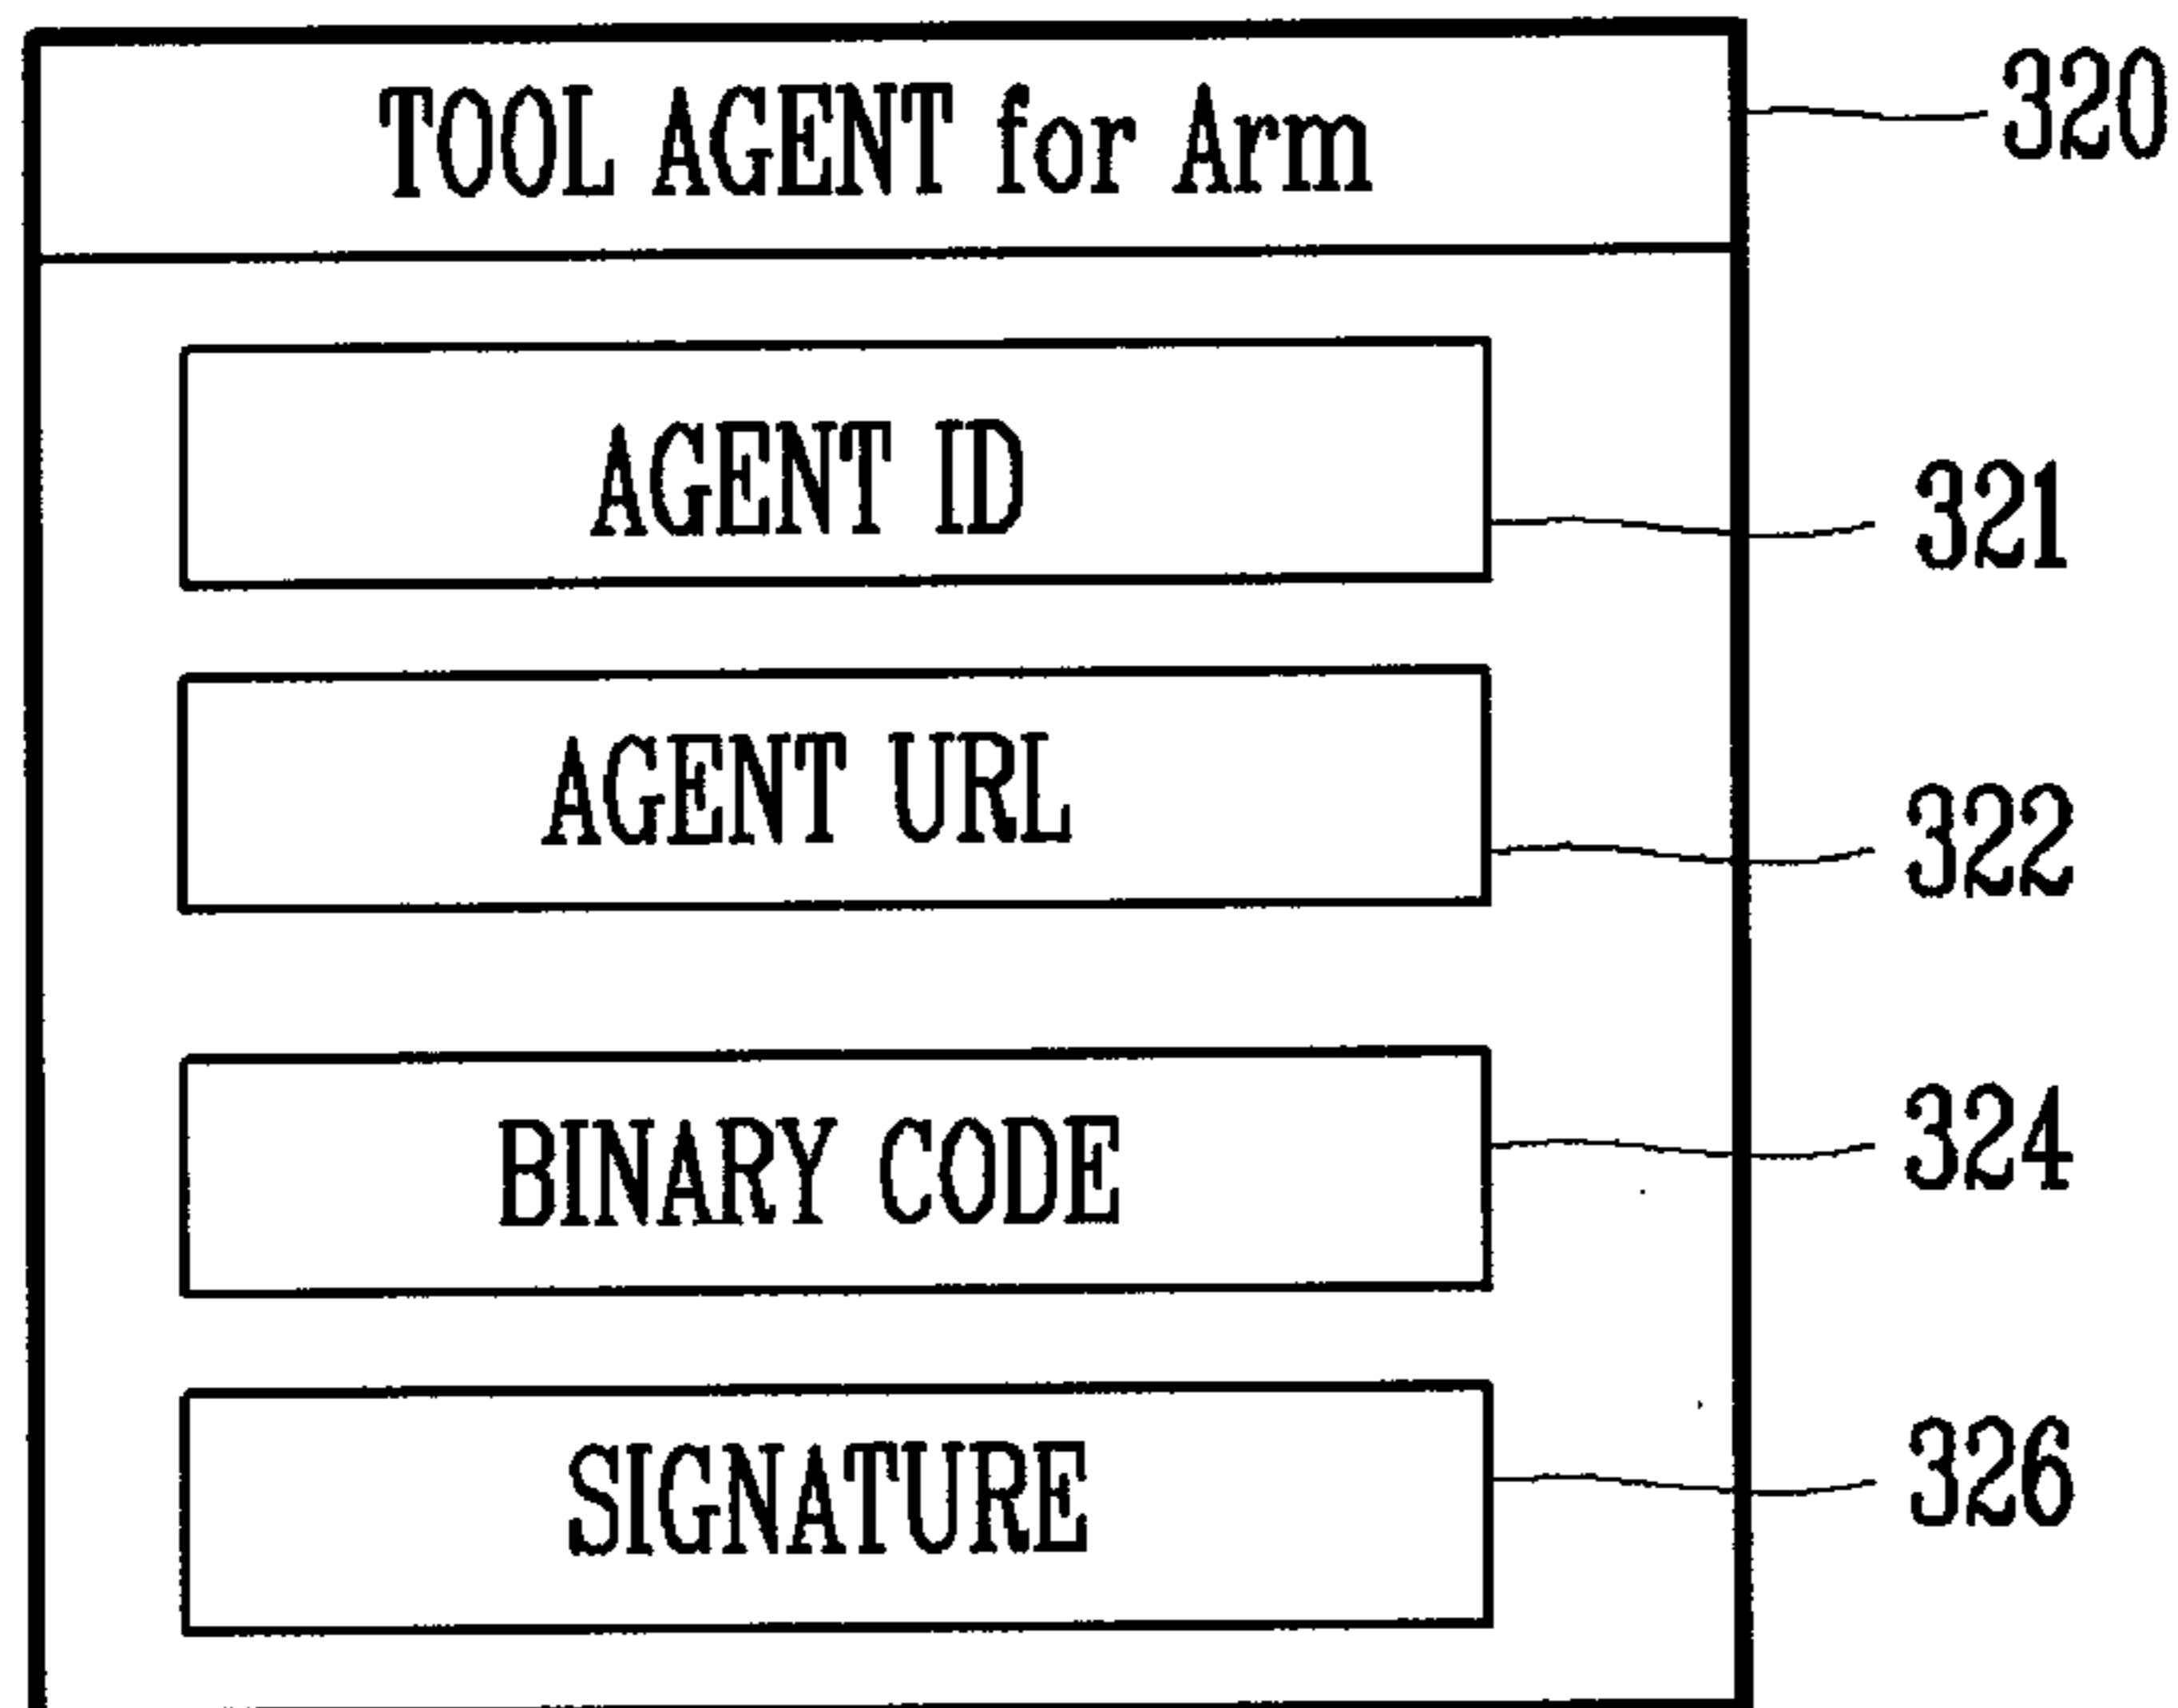 TOOL AGENT for Arm
320
AGENT ID
321
AGENT URL
322
BINARY CODE
324
SIGNATURE
326